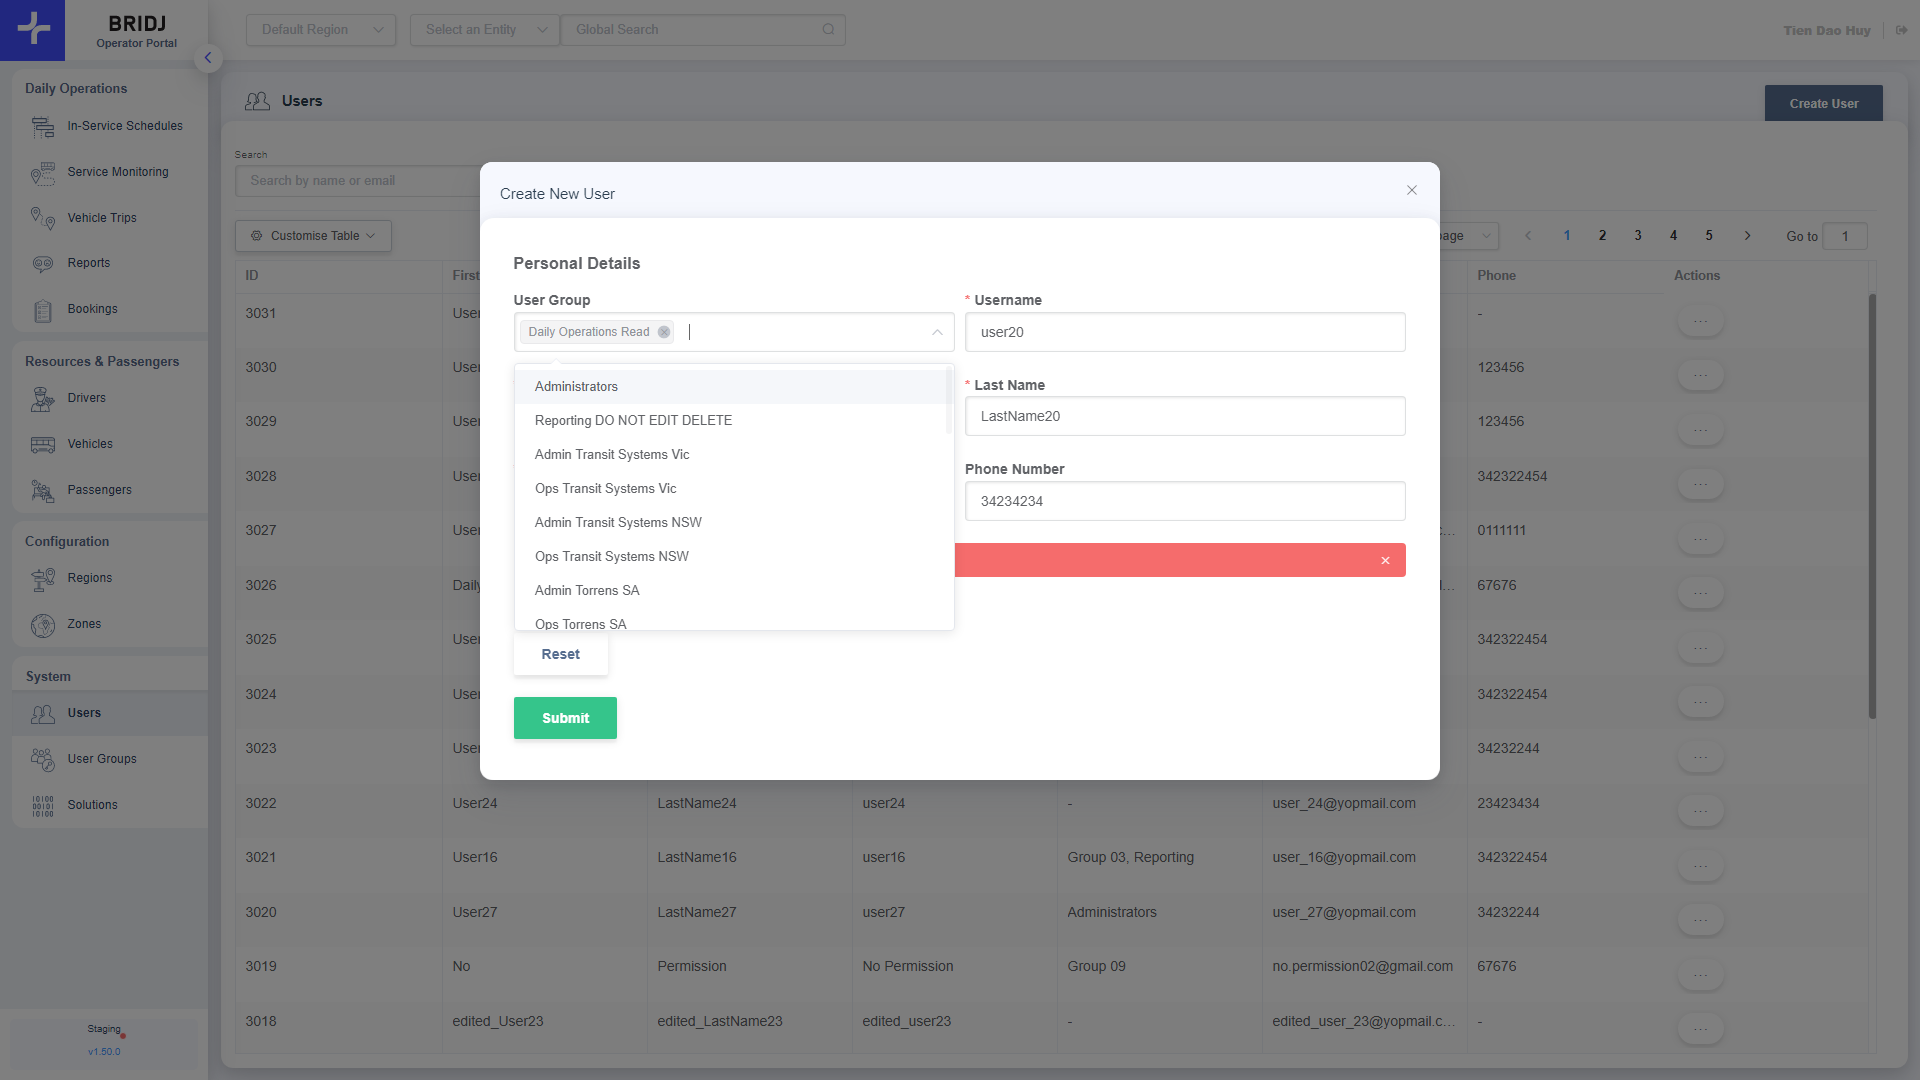 BRIDJ
Operator Portal
Default Region
Select an Entity
Global Search
Tien Dao Huy
Daily Operations
In-Service Schedules
Service Monitoring
Vehicle Trips
Reports
Bookings
Resources & Passengers
Drivers
Vehicles
Passengers
Configuration
Regions
Zones
System
Users
User Groups
Solutions
Staging
v1.50.0
Users
Create User
Search
Search by name or email
Customise Table
1 2 3 4 5
Go to 1
ID First Phone Actions
3031 User -
3030 User 123456
3029 User 123456
3028 User 342322454
3027 User c... 0111111
3026 Daily 67676
3025 User 342322454
3024 User 342322454
3023 User 34232244
3022 User24 LastName24 user24 - user_24@yopmail.com 23423434
3021 User16 LastName16 user16 Group 03, Reporting user_16@yopmail.com 342322454
3020 User27 LastName27 user27 Administrators user_27@yopmail.com 34232244
3019 No Permission No Permission Group 09 no.permission02@gmail.com 67676
3018 edited_User23 edited_LastName23 edited_user23 - edited_user_23@yopmail.c... -
Create New User
Personal Details
User Group
Daily Operations Read
* Username
user20
Administrators
Reporting DO NOT EDIT DELETE
Admin Transit Systems Vic
Ops Transit Systems Vic
Admin Transit Systems NSW
Ops Transit Systems NSW
Admin Torrens SA
Ops Torrens SA
* Last Name
LastName20
Phone Number
34234234
Reset
Submit